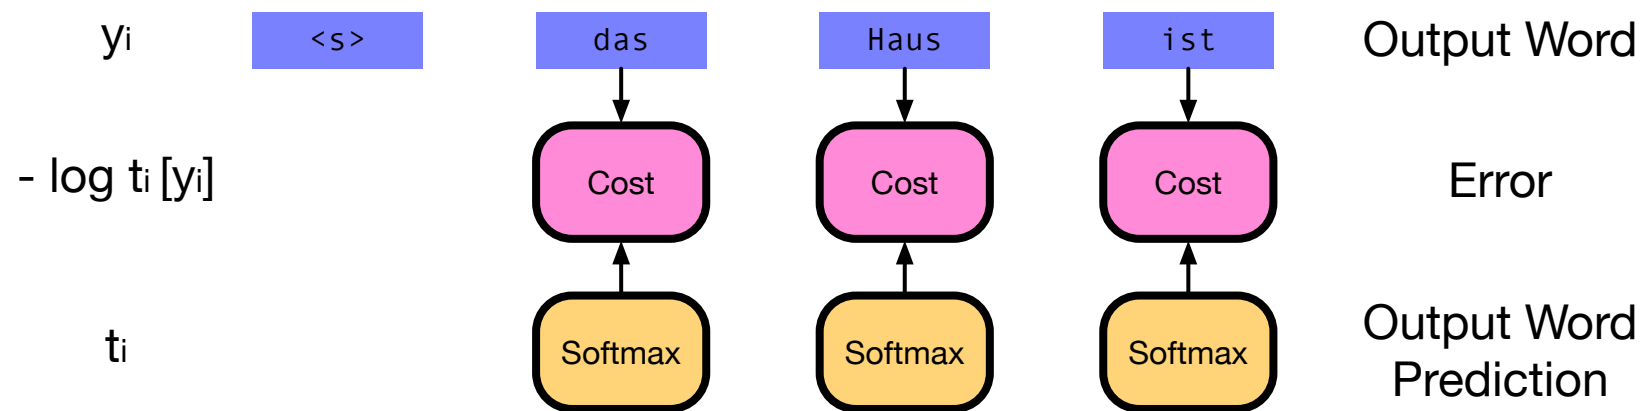 yi <s> das Haus ist Output Word
- log ti [yi] Cost Cost Cost Error
ti Softmax Softmax Softmax Output Word
Prediction